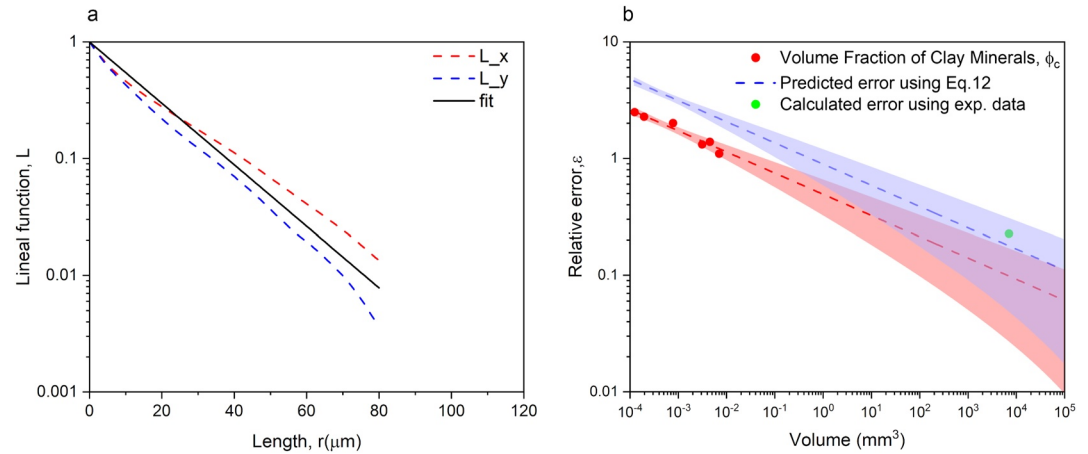 a
1
0.1
0.01
0.001
0
20
40
60
80
100
120
Lineal function, L
Length, r(μm)
L_x
L_y
fit
b
10
1
0.1
0.01
10⁻⁴
10⁻³
10⁻²
10⁻¹
10⁰
10¹
10²
10³
10⁴
10⁵
Relative error,ε
Volume (mm³)
Volume Fraction of Clay Minerals, ϕc
Predicted error using Eq.12
Calculated error using exp. data